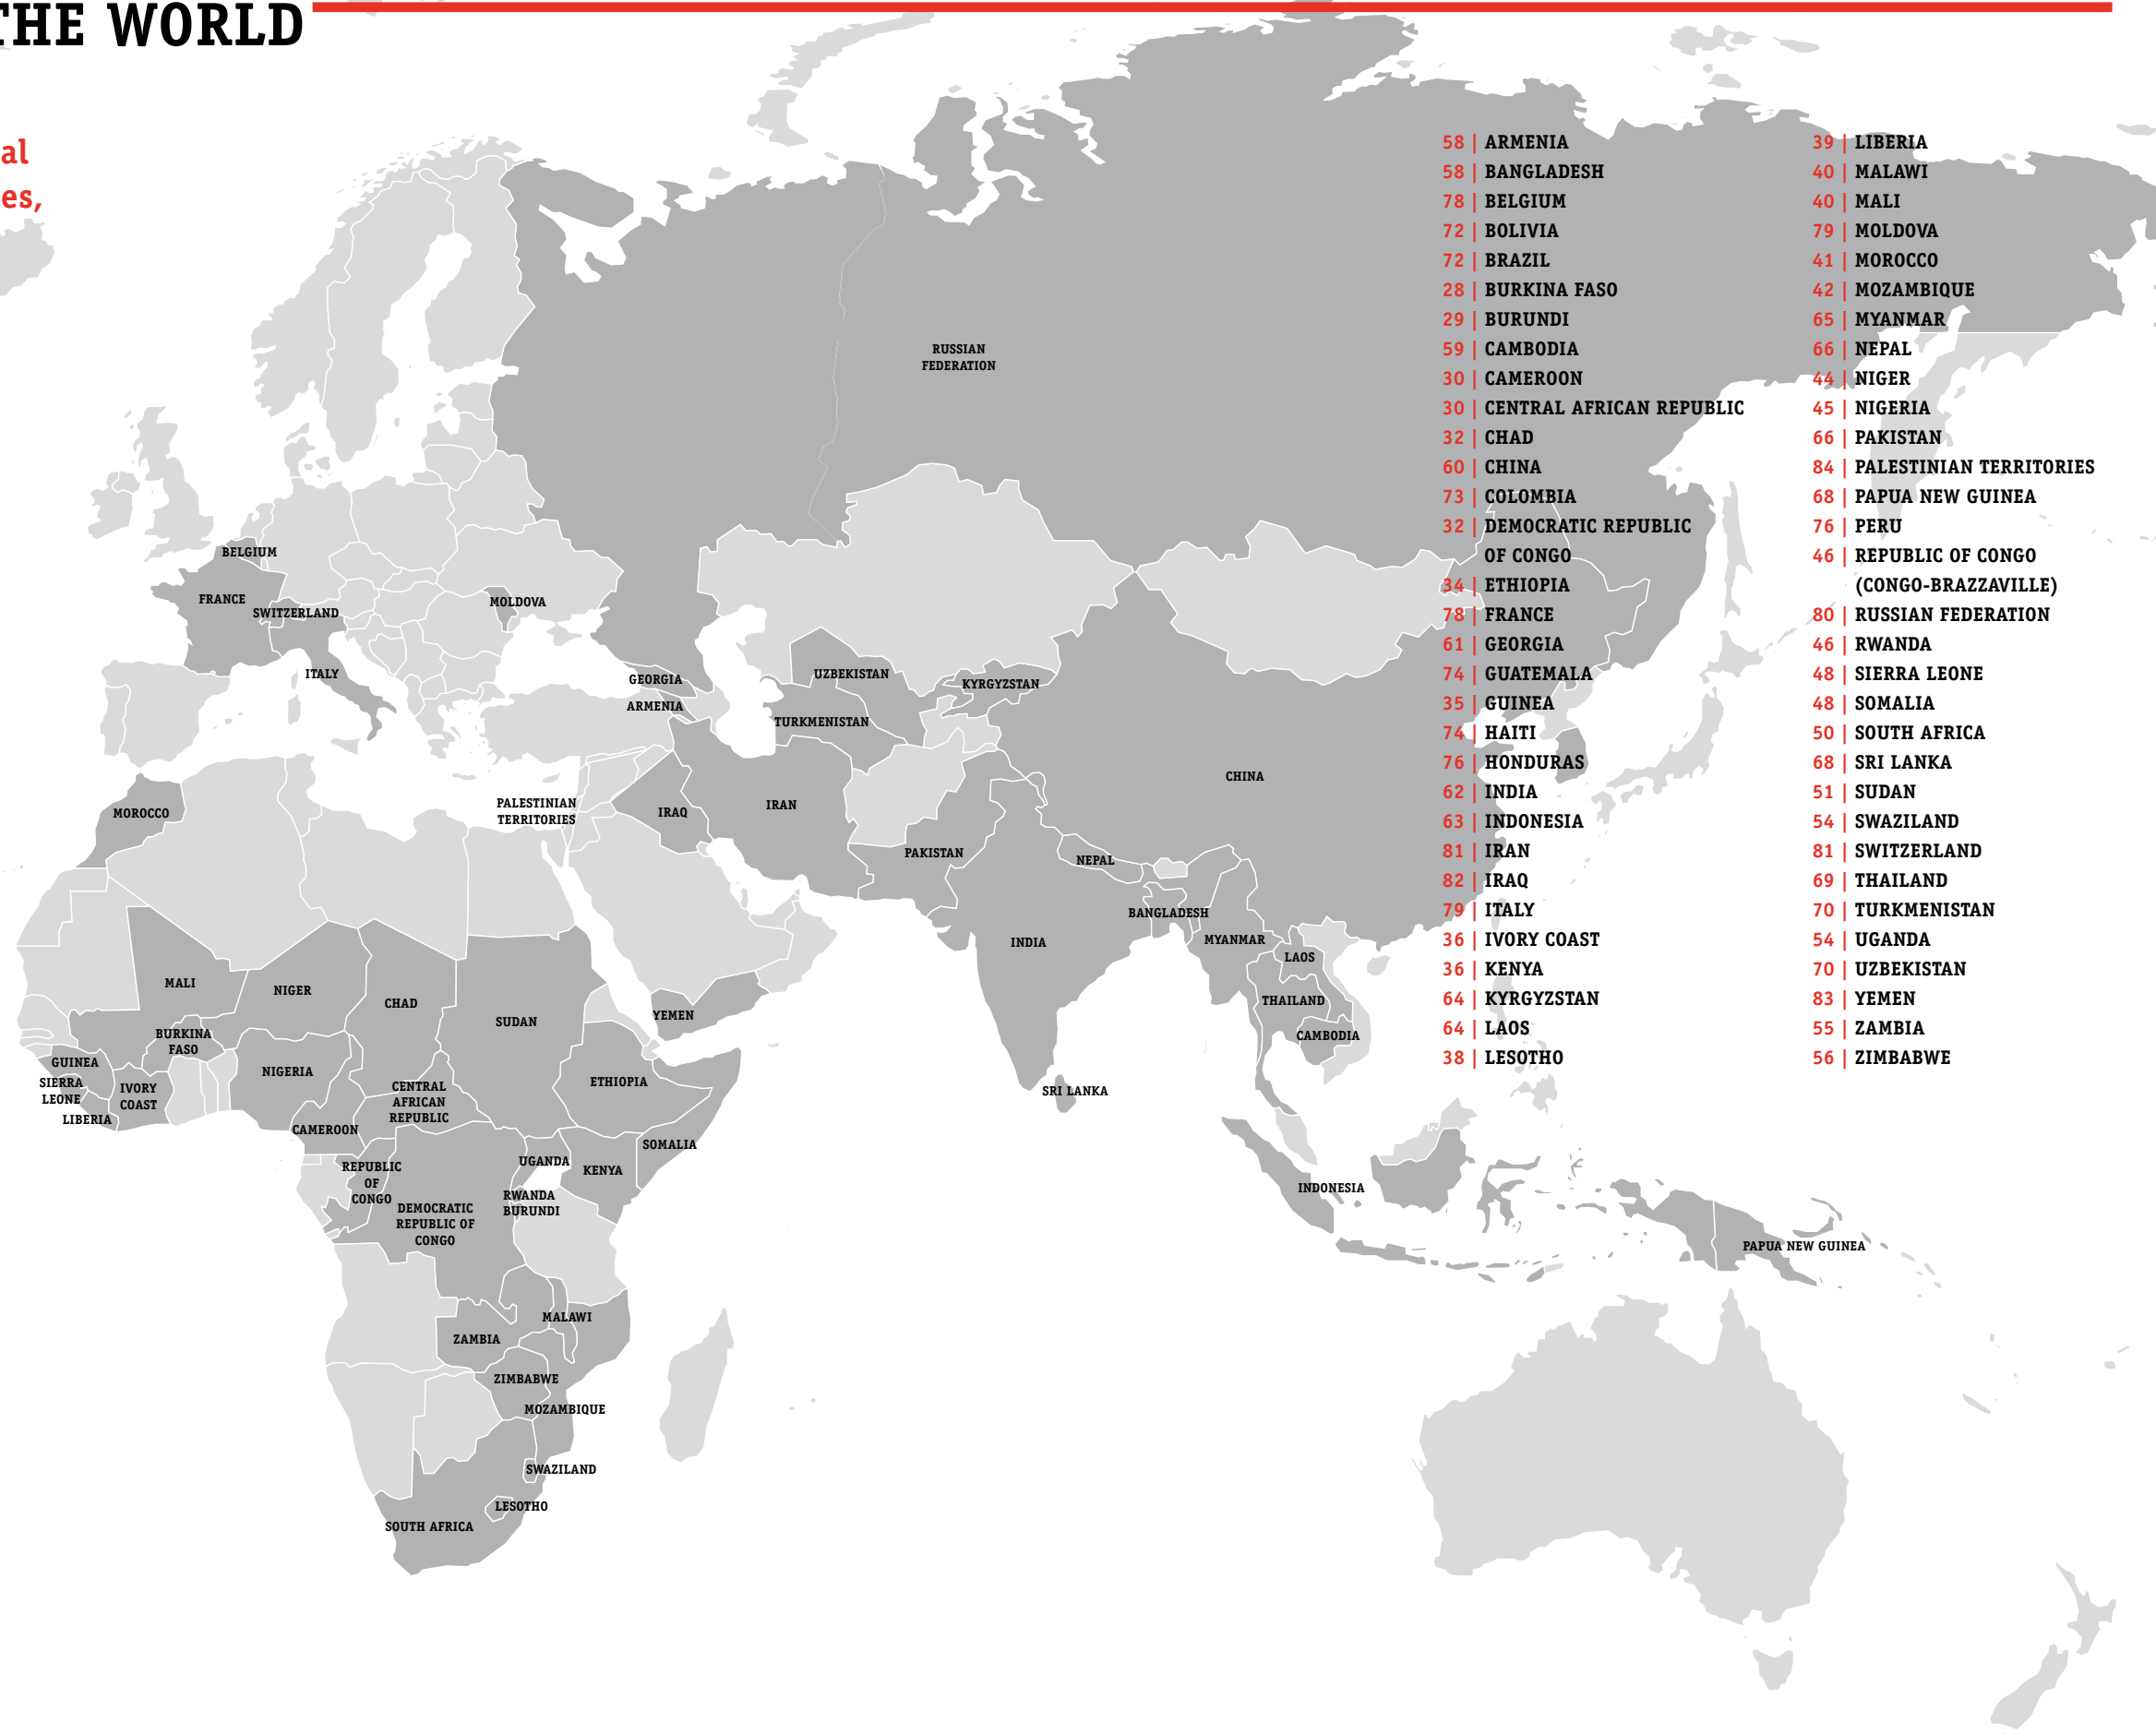 THE WORLD
al
es,
58 | ARMENIA
58 | BANGLADESH
78 | BELGIUM
72 | BOLIVIA
72 | BRAZIL
28 | BURKINA FASO
29 | BURUNDI
59 | CAMBODIA
30 | CAMEROON
30 | CENTRAL AFRICAN REPUBLIC
32 | CHAD
60 | CHINA
73 | COLOMBIA
32 | DEMOCRATIC REPUBLIC
OF CONGO
34 | ETHIOPIA
78 | FRANCE
61 | GEORGIA
74 | GUATEMALA
35 | GUINEA
74 | HAITI
76 | HONDURAS
62 | INDIA
63 | INDONESIA
81 | IRAN
82 | IRAQ
79 | ITALY
36 | IVORY COAST
36 | KENYA
64 | KYRGYZSTAN
64 | LAOS
38 | LESOTHO
39 | LIBERIA
40 | MALAWI
40 | MALI
79 | MOLDOVA
41 | MOROCCO
42 | MOZAMBIQUE
65 | MYANMAR
66 | NEPAL
44 | NIGER
45 | NIGERIA
66 | PAKISTAN
84 | PALESTINIAN TERRITORIES
68 | PAPUA NEW GUINEA
76 | PERU
46 | REPUBLIC OF CONGO
(CONGO-BRAZZAVILLE)
80 | RUSSIAN FEDERATION
46 | RWANDA
48 | SIERRA LEONE
48 | SOMALIA
50 | SOUTH AFRICA
68 | SRI LANKA
51 | SUDAN
54 | SWAZILAND
81 | SWITZERLAND
69 | THAILAND
70 | TURKMENISTAN
54 | UGANDA
70 | UZBEKISTAN
83 | YEMEN
55 | ZAMBIA
56 | ZIMBABWE
RUSSIAN
FEDERATION
BELGIUM
FRANCE
SWITZERLAND
MOLDOVA
ITALY
GEORGIA
ARMENIA
UZBEKISTAN
KYRGYZSTAN
TURKMENISTAN
CHINA
PALESTINIAN
TERRITORIES
MOROCCO
IRAQ
IRAN
PAKISTAN
NEPAL
BANGLADESH
INDIA
MYANMAR
LAOS
THAILAND
CAMBODIA
SRI LANKA
MALI
NIGER
CHAD
SUDAN
YEMEN
BURKINA
FASO
GUINEA
SIERRA
LEONE
IVORY
COAST
LIBERIA
NIGERIA
CENTRAL
AFRICAN
REPUBLIC
ETHIOPIA
CAMEROON
SOMALIA
UGANDA
KENYA
REPUBLIC
OF
CONGO
RWANDA
BURUNDI
DEMOCRATIC
REPUBLIC OF
CONGO
INDONESIA
PAPUA NEW GUINEA
MALAWI
ZAMBIA
ZIMBABWE
MOZAMBIQUE
SWAZILAND
LESOTHO
SOUTH AFRICA